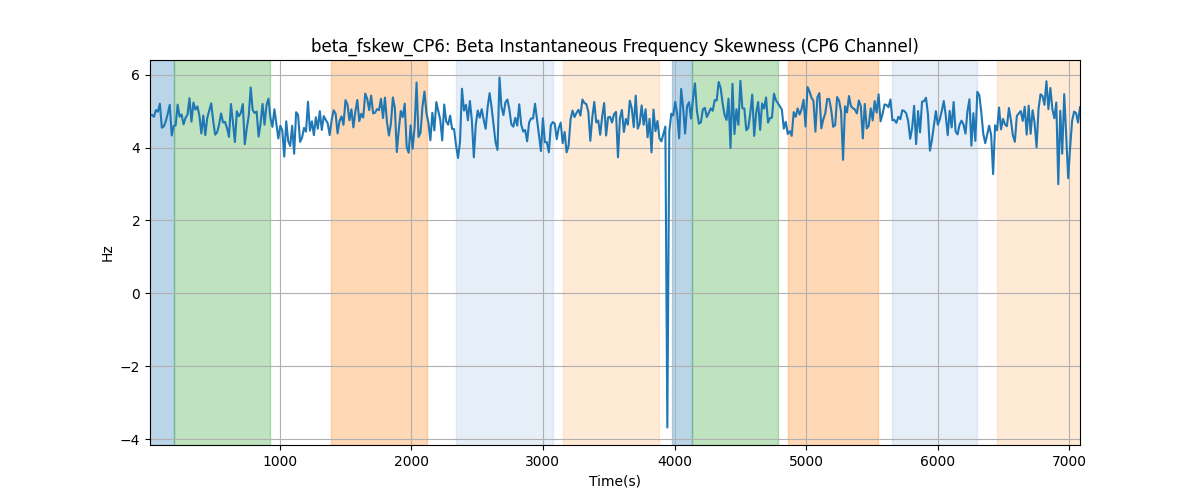 beta_fskew_CP6: Beta Instantaneous Frequency Skewness (CP6 Channel)
6
4
2
0
−2
−4
Hz
1000 2000 3000 4000 5000 6000 7000
Time(s)